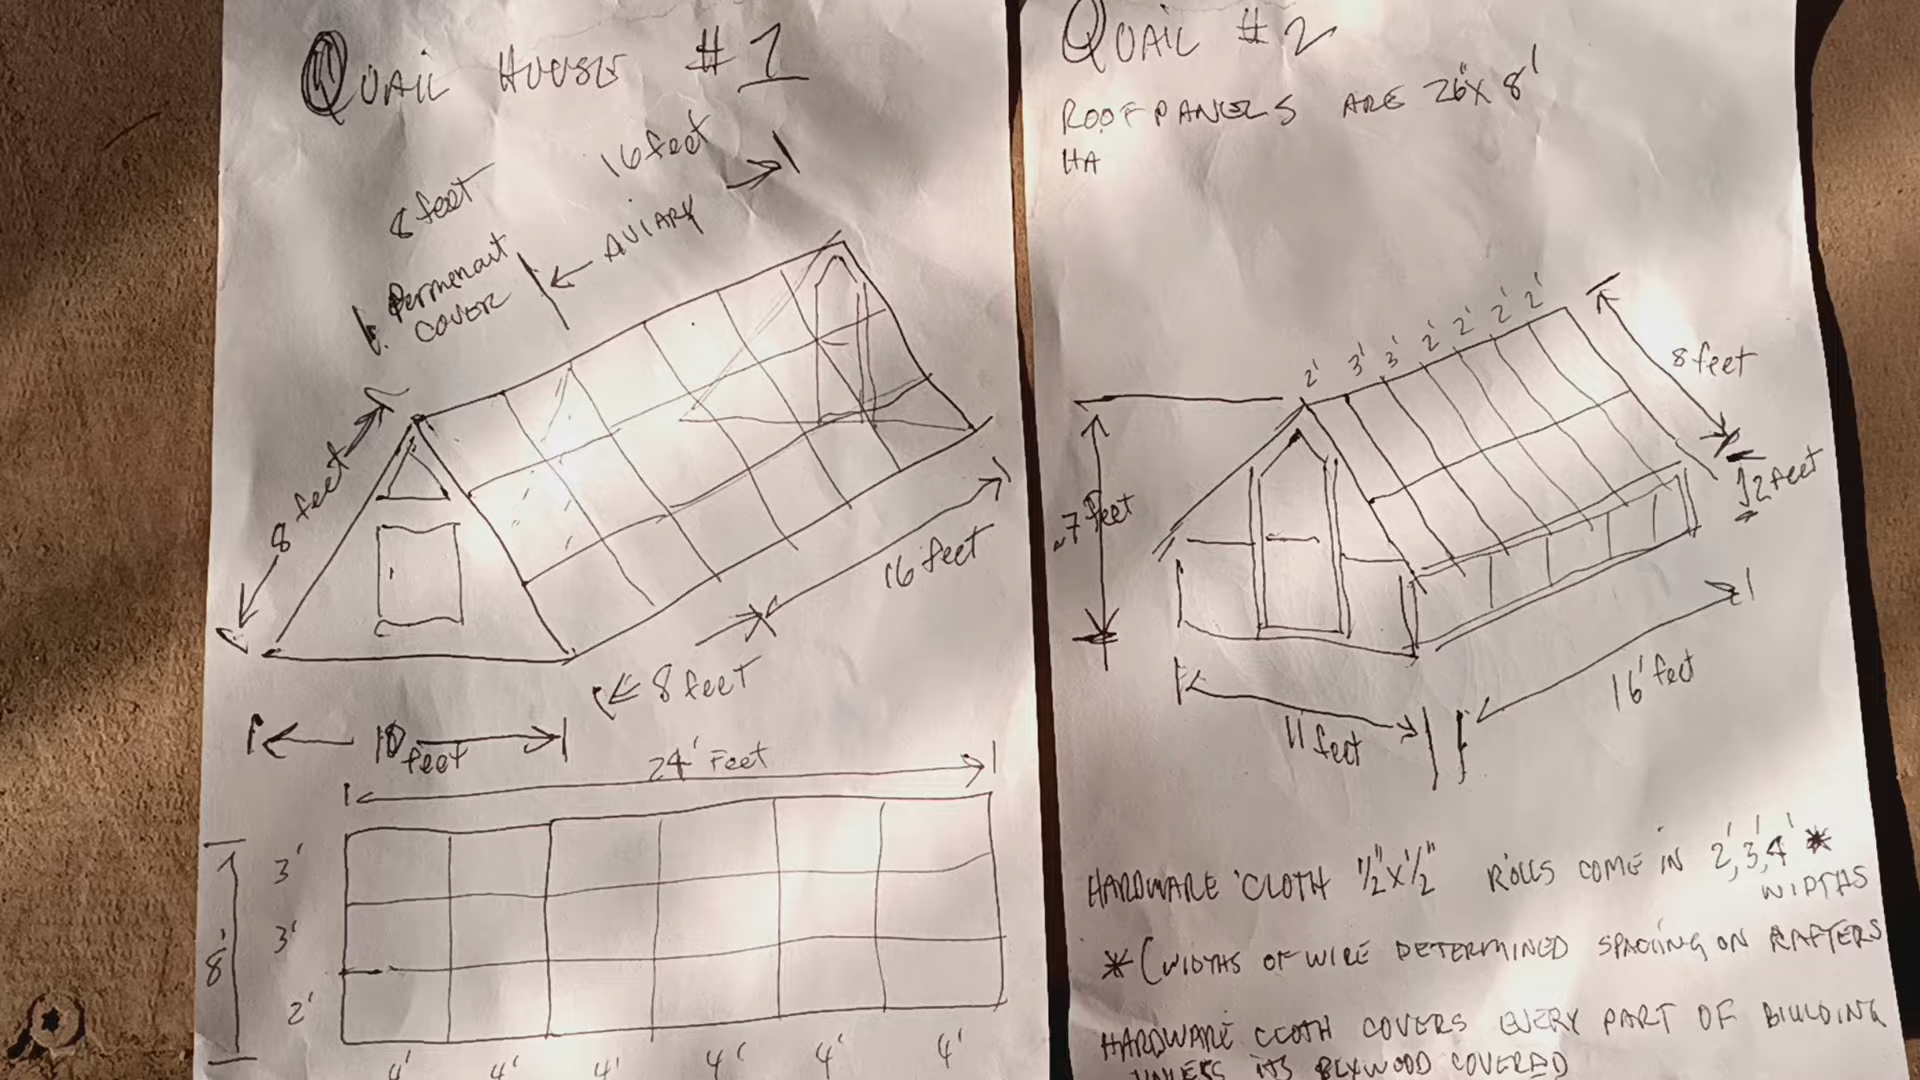 QUAIL HOUSE #1
8 feet
16 feet
Permenant
COVER
AVIARY
8 feet
16 feet
8 feet
10
feet
24' FEET
3'
3'
2'
8'
4' 4' 4' 4' 4' 4'
QUAIL #2
ROOF PANELS ARE 26" X 8'
HA
2' 3' 3' 2' 2' 2' 2'
8 feet
2 feet
~7 feet
16' feet
11 feet
HARDWARE CLOTH 1/2" X 1/2" ROLLS COME IN 2', 3', 4' *
WIDTHS
* (WIDTHS OF WIRE DETERMINED SPACING ON RAFTERS
HARDWARE CLOTH COVERS EVERY PART OF BIULDING
UNLESS ITS PLYWOOD COVERED